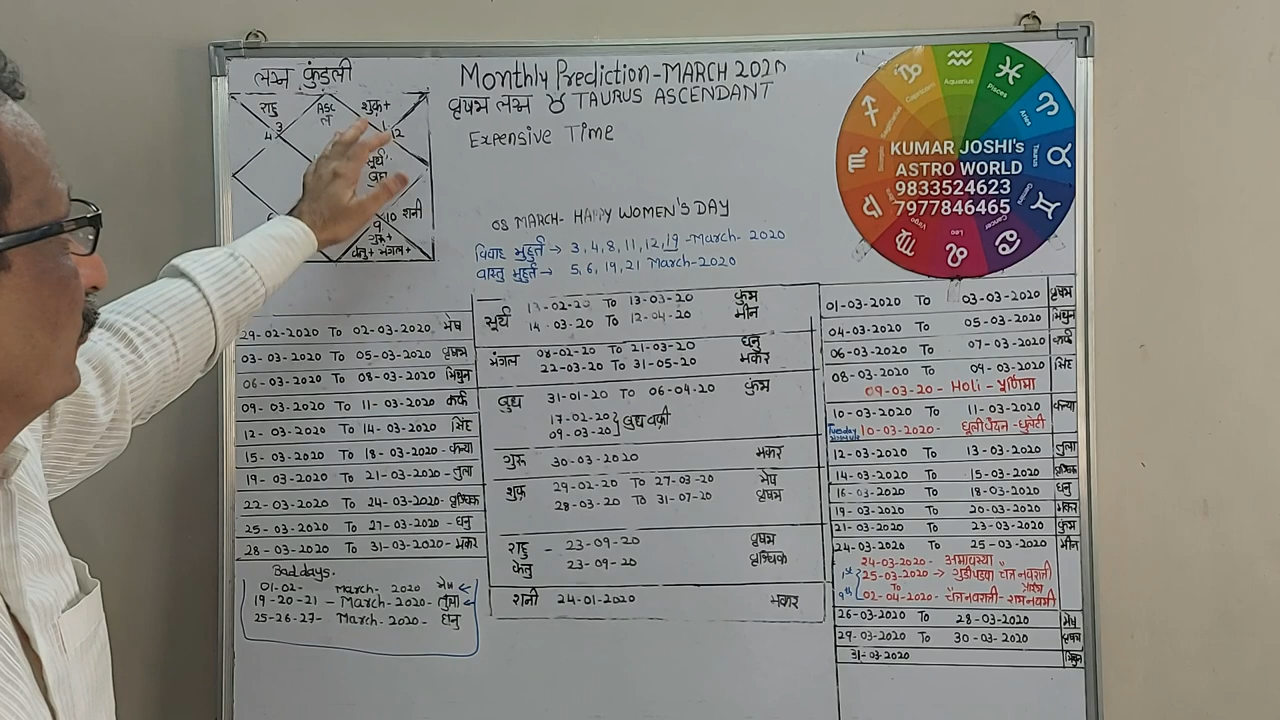 लग्न कुंडली
राहु
ASC
शुक्र+
3
4
1
12
सूर्य
बुध
10 शनी
9
गुरु+
केतु+ मंगल+
Monthly Prediction-MARCH 2020
वृषभ लग्न ♉ TAURUS ASCENDANT
Expensive Time
08 MARCH- HAPPY WOMEN'S DAY
विवाह मुहुर्त → 3, 4, 8, 11, 12, 19 -March- 2020
वास्तु मुहुर्त → 5, 6, 19, 21 March-2020
Capricorn
Aquarius
Pisces
Aries
Taurus
Gemini
Cancer
Leo
Virgo
Libra
Scorpio
Sagittarius
KUMAR JOSHI's
ASTRO WORLD
9833524623
7977846465
29-02-2020 TO 02-03-2020 मेष
03-03-2020 TO 05-03-2020 वृषभ
06-03-2020 TO 08-03-2020 मिथुन
09-03-2020 TO 11-03-2020 कर्क
12-03-2020 TO 14-03-2020 सिंह
15-03-2020 TO 18-03-2020 -कन्या
19-03-2020 TO 21-03-2020 -तुला
22-03-2020 TO 24-03-2020- वृश्चिक
25-03-2020 TO 27-03-2020 -धनु
28-03-2020 TO 31-03-2020- मकर
Bad days.
01-02- March-2020 मेष
19-20-21 - March-2020- तुला
25-26-27- March-2020- धनु
सूर्य 13-02-20 TO 13-03-20 कुंभ
14-03-20 TO 12-04-20 मीन
मंगल 08-02-20 TO 21-03-20 धनु
22-03-20 TO 31-05-20 मकर
बुध 31-01-20 TO 06-04-20 कुंभ
17-02-20 } बुध वक्री
09-03-20
गुरु 30-03-2020 मकर
शुक्र 29-02-20 TO 27-03-20 मेष
28-03-20 TO 31-07-20 वृषभ
राहु - 23-09-20 वृषभ
केतु 23-09-20 वृश्चिक
शनी 24-01-2020 मकर
01-03-2020 TO 03-03-2020 वृषभ
04-03-2020 TO 05-03-2020 मिथुन
06-03-2020 TO 07-03-2020 कर्क
08-03-2020 TO 09-03-2020 सिंह
09-03-20- Holi - पूर्णिमा
10-03-2020 TO 11-03-2020 कन्या
Tuesday 10-03-2020-
12-03-2020 TO 13-03-2020 तुला
14-03-2020 TO 15-03-2020 वृश्चिक
16-03-2020 TO 18-03-2020 धनु
19-03-2020 TO 20-03-2020 मकर
21-03-2020 TO 23-03-2020 कुंभ
24-03-2020 TO 25-03-2020 मीन
24-03-2020 अमावस्या
1st 25-03-2020 → गुडीपडवा चैत्र नवरात्री
To
9th 02-04-2020 - चैत्र नवरात्री- रामनवमी
26-03-2020 TO 28-03-2020 मेष
29-03-2020 TO 30-03-2020 वृषभ
31-03-2020 मिथुन